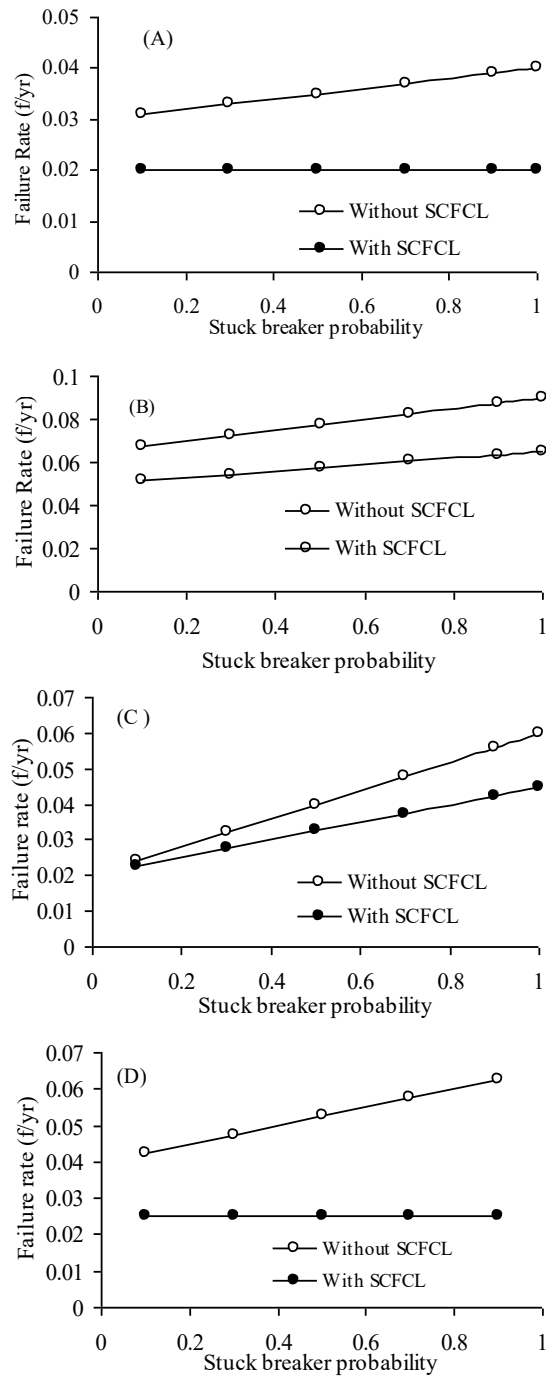 (A)
Failure Rate (f/yr)
0.05
0.04
0.03
0.02
0.01
0
Without SCFCL
With SCFCL
0 0.2 0.4 0.6 0.8 1
Stuck breaker probability
(B)
Failure Rate (f/yr)
0.1
0.08
0.06
0.04
0.02
0
Without SCFCL
With SCFCL
0 0.2 0.4 0.6 0.8 1
Stuck breaker probability
(C )
Failure rate (f/yr)
0.07
0.06
0.05
0.04
0.03
0.02
0.01
0
Without SCFCL
With SCFCL
0 0.2 0.4 0.6 0.8 1
Stuck breaker probability
(D)
Failure rate (f/yr)
0.07
0.06
0.05
0.04
0.03
0.02
0.01
0
Without SCFCL
With SCFCL
0 0.2 0.4 0.6 0.8 1
Stuck breaker probability